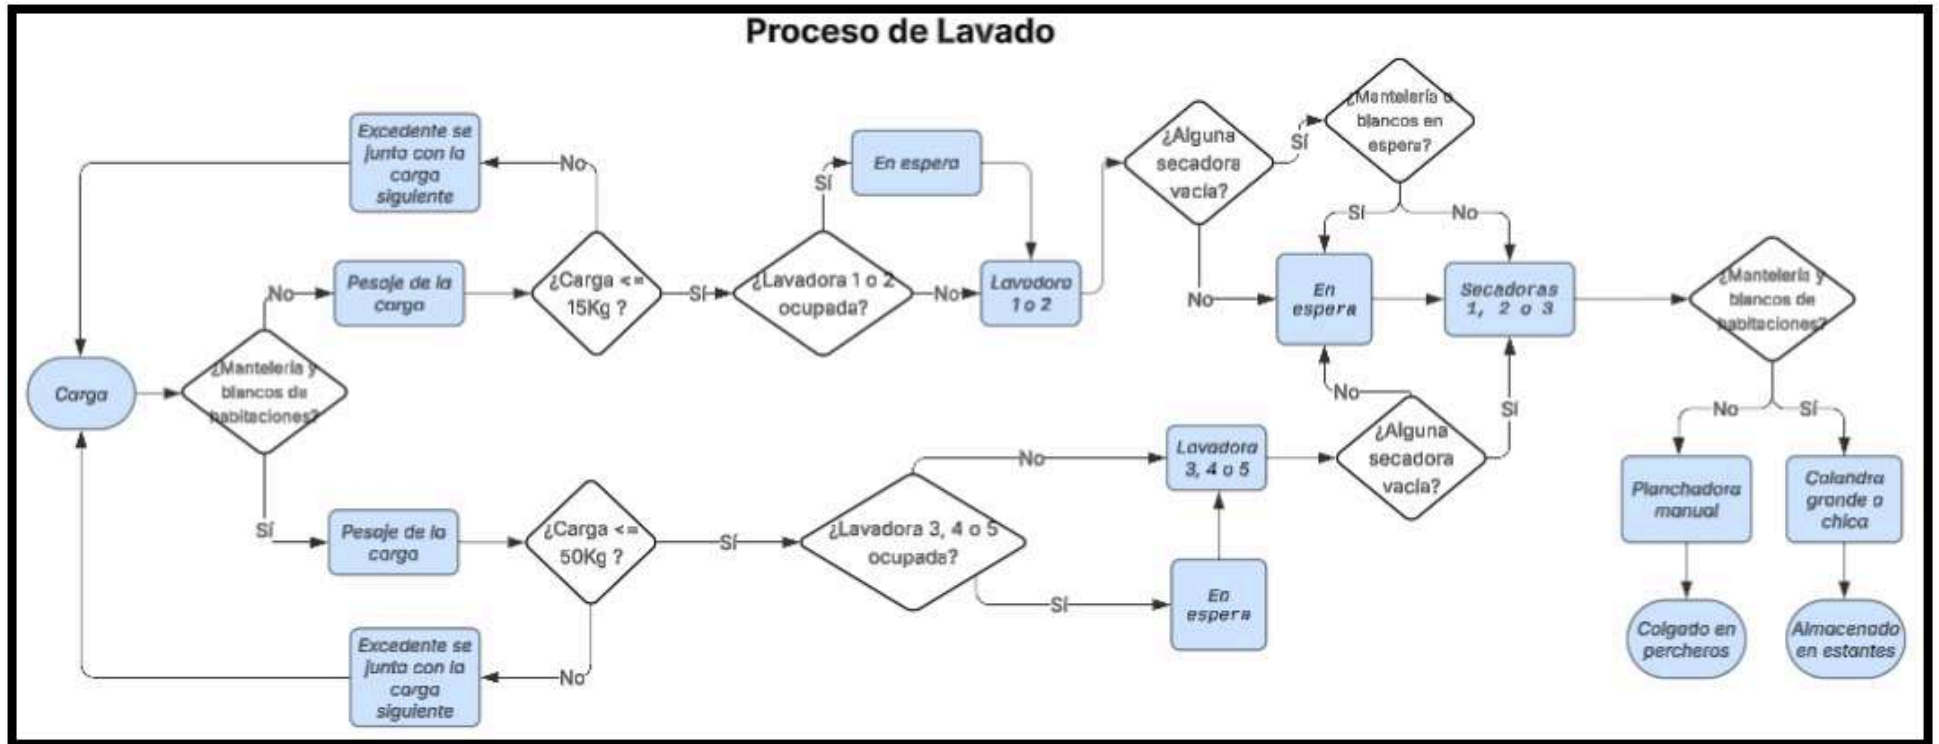 Proceso de Lavado
Carga
¿Mantelería y
blancos de
habitaciones?
No
Pesaje de la
carga
¿Carga <=
15Kg ?
No
Excedente se
junta con la
carga
siguiente
Sí
¿Lavadora 1 o 2
ocupada?
Sí
En espera
No
Lavadora
1 o 2
¿Alguna
secadora
vacía?
Sí
¿Mantelería o
blancos en
espera?
Sí
No
No
En
espera
Secadoras
1, 2 o 3
Sí
Pesaje de la
carga
¿Carga <=
50Kg ?
No
Excedente se
junta con la
carga
siguiente
Sí
¿Lavadora 3, 4 o 5
ocupada?
No
Sí
En
espera
Lavadora
3, 4 o 5
¿Alguna
secadora
vacía?
No
Sí
¿Mantelería y
blancos de
habitaciones?
No
Sí
Planchadora
manual
Calandra
grande o
chica
Colgado en
percheros
Almacenado
en estantes